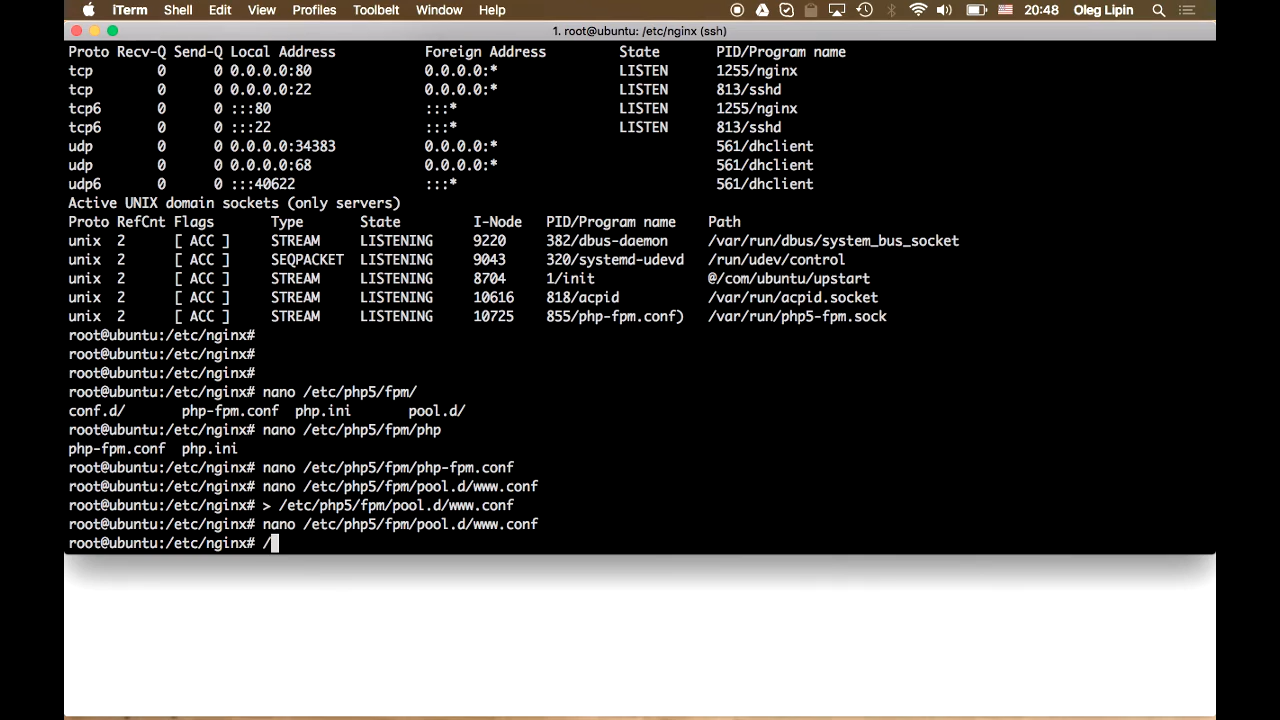 iTerm Shell Edit View Profiles Toolbelt Window Help 20:48 Oleg Lipin
1. root@ubuntu: /etc/nginx (ssh)
Proto Recv-Q Send-Q Local Address Foreign Address State PID/Program name
tcp 0 0 0.0.0.0:80 0.0.0.0:* LISTEN 1255/nginx
tcp 0 0 0.0.0.0:22 0.0.0.0:* LISTEN 813/sshd
tcp6 0 0 :::80 :::* LISTEN 1255/nginx
tcp6 0 0 :::22 :::* LISTEN 813/sshd
udp 0 0 0.0.0.0:34383 0.0.0.0:* 561/dhclient
udp 0 0 0.0.0.0:68 0.0.0.0:* 561/dhclient
udp6 0 0 :::40622 :::* 561/dhclient
Active UNIX domain sockets (only servers)
Proto RefCnt Flags Type State I-Node PID/Program name Path
unix 2 [ ACC ] STREAM LISTENING 9220 382/dbus-daemon /var/run/dbus/system_bus_socket
unix 2 [ ACC ] SEQPACKET LISTENING 9043 320/systemd-udevd /run/udev/control
unix 2 [ ACC ] STREAM LISTENING 8704 1/init @/com/ubuntu/upstart
unix 2 [ ACC ] STREAM LISTENING 10616 818/acpid /var/run/acpid.socket
unix 2 [ ACC ] STREAM LISTENING 10725 855/php-fpm.conf) /var/run/php5-fpm.sock
root@ubuntu:/etc/nginx#
root@ubuntu:/etc/nginx#
root@ubuntu:/etc/nginx#
root@ubuntu:/etc/nginx# nano /etc/php5/fpm/
conf.d/ php-fpm.conf php.ini pool.d/
root@ubuntu:/etc/nginx# nano /etc/php5/fpm/php
php-fpm.conf php.ini
root@ubuntu:/etc/nginx# nano /etc/php5/fpm/php-fpm.conf
root@ubuntu:/etc/nginx# nano /etc/php5/fpm/pool.d/www.conf
root@ubuntu:/etc/nginx# > /etc/php5/fpm/pool.d/www.conf
root@ubuntu:/etc/nginx# nano /etc/php5/fpm/pool.d/www.conf
root@ubuntu:/etc/nginx# /